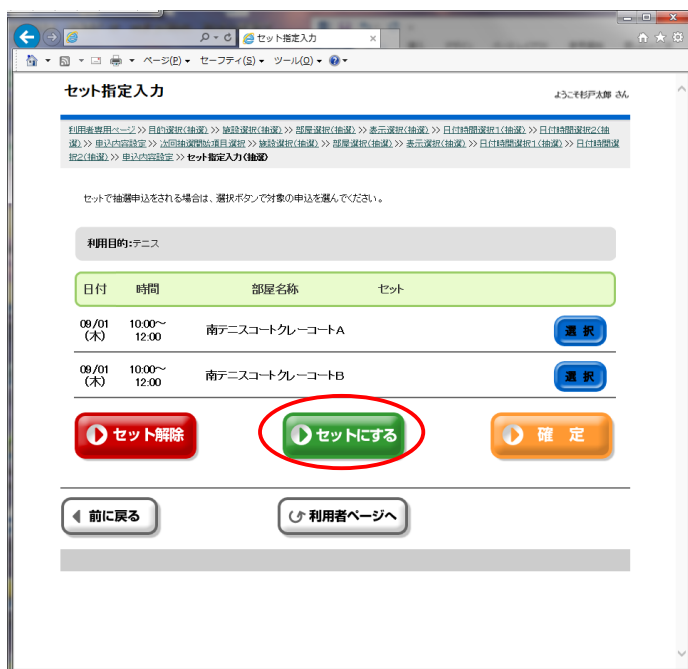 セット指定入力
ページ(P) セーフティ(S) ツール(O)
セット指定入力
ようこそ杉戸太郎 さん
利用者専用ページ >> 目的選択(抽選) >> 施設選択(抽選) >> 部屋選択(抽選) >> 表示選択(抽選) >> 日付時間選択1(抽選) >> 日付時間選択2(抽
選) >> 申込内容設定 >> 次回抽選開始項目選択 >> 施設選択(抽選) >> 部屋選択(抽選) >> 表示選択(抽選) >> 日付時間選択1(抽選) >> 日付時間選
択2(抽選) >> 申込内容設定 >> セット指定入力(抽選)
セットで抽選申込をされる場合は、選択ボタンで対象の申込を選んでください。
利用目的:テニス
日付 時間 部屋名称 セット
09/01 10:00～
(木) 12:00 南テニスコートクレーコートA 選択
09/01 10:00～
(木) 12:00 南テニスコートクレーコートB 選択
セット解除 セットにする 確 定
前に戻る 利用者ページへ